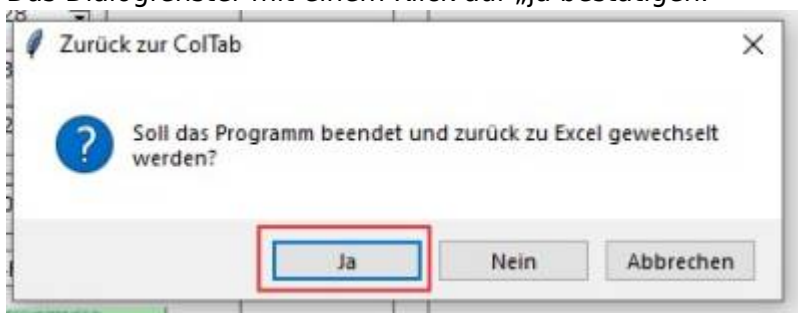 Das Dialogfenster mit einem Klick auf „Ja bestätigen.
28
Zurück zur ColTab
Soll das Programm beendet und zurück zu Excel gewechselt
werden?
Ja
Nein
Abbrechen